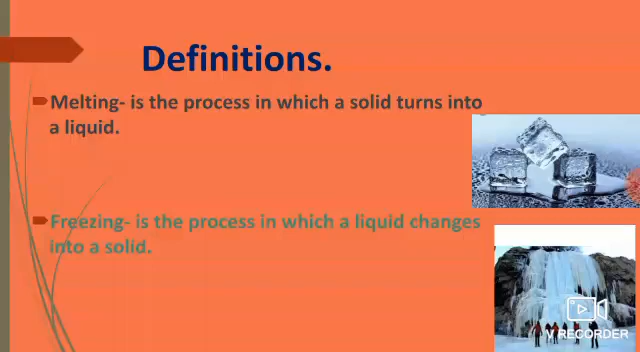 Definitions.
Melting- is the process in which a solid turns into
a liquid.
Freezing- is the process in which a liquid changes
into a solid.
V RECORDER